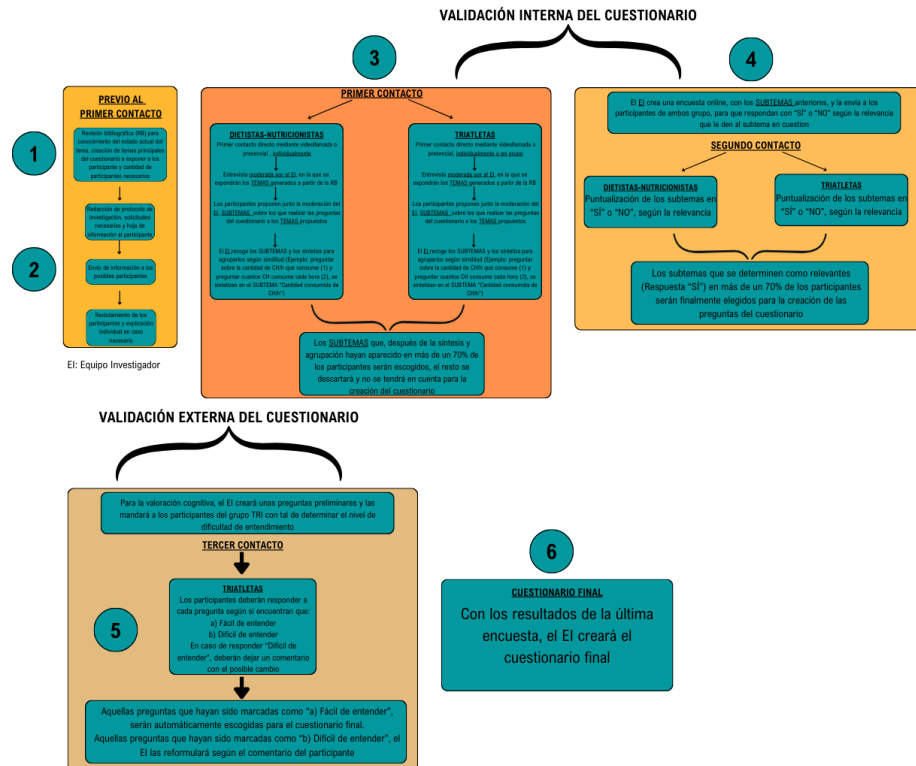 VALIDACIÓN INTERNA DEL CUESTIONARIO
1
2
PREVIO AL
PRIMER CONTACTO
Revisión bibliográfica (RB) para
conocimiento del estado actual del
tema, creación de temas principales
del cuestionario a exponer a los
participante y cantidad de
participantes necesarios
Redacción de protocolo de
investigación, solicitudes
necesarias y hoja de
información al participante
Envío de información a los
posibles participantes
Reclutamiento de los
participantes y explicación
individual en caso
necesario
EI: Equipo Investigador
3
PRIMER CONTACTO
DIETISTAS-NUTRICIONISTAS
Primer contacto directo mediante videollamada o
presencial , individualmente
Entrevista moderada por el EI, en la que se
expondrán los TEMAS generados a partir de la RB
Los participantes proponen junto la moderación del
EI, SUBTEMAS sobre los que realizar las preguntas
del cuestionario a los TEMAS propuestos
El EI recoge los SUBTEMAS y los sintetiza para
agruparlos según similitud (Ejemplo: preguntar
sobre la cantidad de CHh que consume (1) y
preguntar cuantos CH consume cada hora (2), se
sintetizan en el SUBTEMA "Cantidad consumida de
CHh")
TRIATLETAS
Primer contacto directo mediante videollamada o
presencial, individualmente o en grupo
Entrevista moderada por el EI, en la que se
expondrán los TEMAS generados a partir de la RB
Los participantes proponen junto la moderación del
EI, SUBTEMAS sobre los que realizar las preguntas
del cuestionario a los TEMAS propuestos
El EI recoge los SUBTEMAS y los sintetiza para
agruparlos según similitud (Ejemplo: preguntar
sobre la cantidad de CHh que consume (1) y
preguntar cuantos CH consume cada hora (2), se
sintetizan en el SUBTEMA "Cantidad consumida de
CHh")
Los SUBTEMAS que, después de la síntesis y
agrupación hayan aparecido en más de un 70% de
los participantes serán escogidos, el resto se
descartará y no se tendrá en cuenta para la
creación del cuestionario
4
El EI crea una encuesta online, con los SUBTEMAS anteriores, y la envía a los
participantes de ambos grupo, para que respondan con "SÍ" o "NO" según la relevancia
que le den al subtema en cuestion
SEGUNDO CONTACTO
DIETISTAS-NUTRICIONISTAS
Puntualización de los subtemas en
"SÍ" o "NO", según la relevancia
TRIATLETAS
Puntualización de los subtemas en
"SÍ" o "NO", según la relevancia
Los subtemas que se determinen como relevantes
(Respuesta "SÍ") en más de un 70% de los participantes
serán finalmente elegidos para la creación de las
preguntas del cuestionario
VALIDACIÓN EXTERNA DEL CUESTIONARIO
Para la valoración cognitiva, el EI creará unas preguntas preliminares y las
mandará a los participantes del grupo TRI con tal de determinar el nivel de
dificultad de entendimiento
TERCER CONTACTO
5
TRIATLETAS
Los participantes deberán responder a
cada pregunta según si encuentran que:
a) Fácil de entender
b) Difícil de entender
En caso de responder "Difícil de
entender", deberán dejar un comentario
con el posible cambio
Aquellas preguntas que hayan sido marcadas como "a) Fácil de entender",
serán automáticamente escogidas para el cuestionario final.
Aquellas preguntas que hayan sido marcadas como "b) Difícil de entender", el
EI las reformulará según el comentario del participante
6
CUESTIONARIO FINAL
Con los resultados de la última
encuesta, el EI creará el
cuestionario final